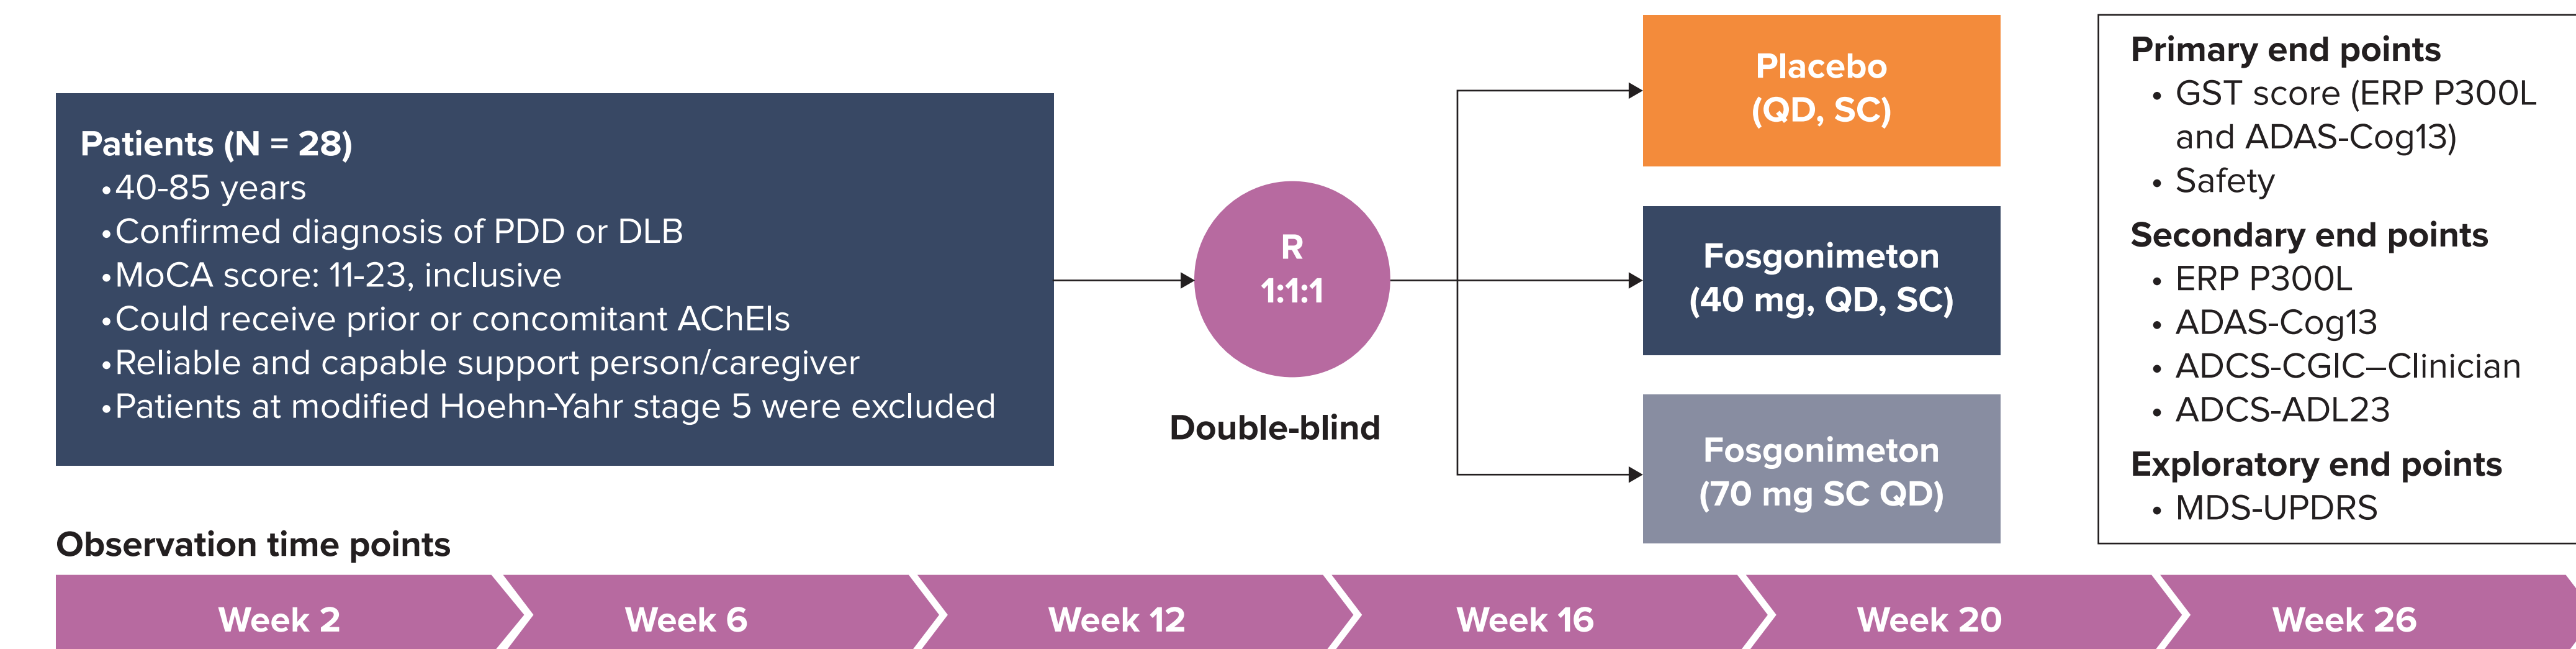 Patients (N = 28)
•40-85 years
•Confirmed diagnosis of PDD or DLB
•MoCA score: 11-23, inclusive
•Could receive prior or concomitant AChEIs
•Reliable and capable support person/caregiver
•Patients at modified Hoehn-Yahr stage 5 were excluded
R
1:1:1
Double-blind
Placebo
(QD, SC)
Fosgonimeton
(40 mg, QD, SC)
Fosgonimeton
(70 mg SC QD)
Primary end points
• GST score (ERP P300L
and ADAS-Cog13)
• Safety
Secondary end points
• ERP P300L
• ADAS-Cog13
• ADCS-CGIC–Clinician
• ADCS-ADL23
Exploratory end points
• MDS-UPDRS
Observation time points
Week 2
Week 6
Week 12
Week 16
Week 20
Week 26